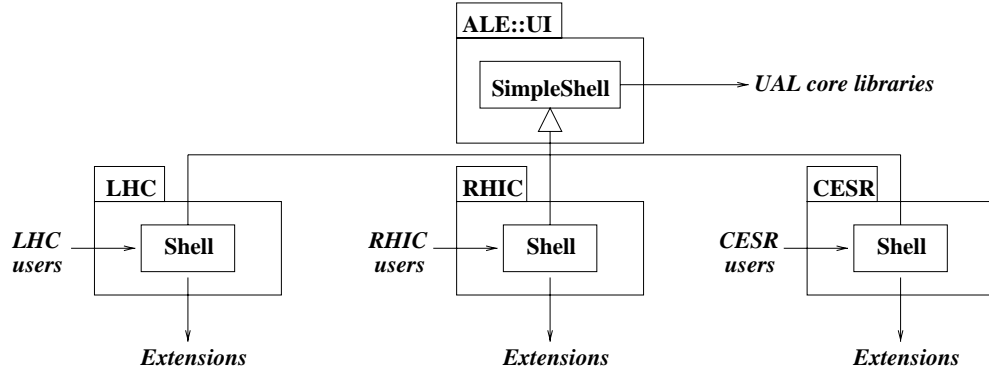 ALE::UI
SimpleShell
UAL core libraries
LHC
RHIC
CESR
LHC
users
Shell
RHIC
users
Shell
CESR
users
Shell
Extensions
Extensions
Extensions